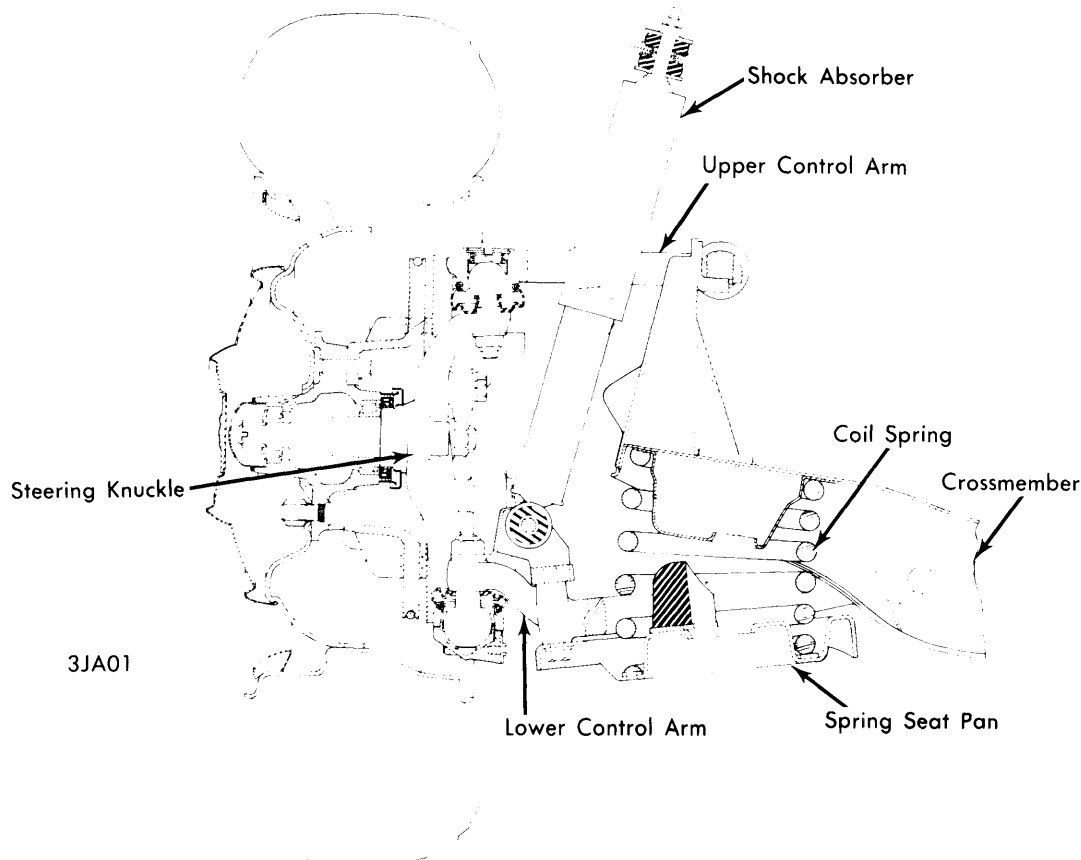 Shock Absorber
Upper Control Arm
Coil Spring
Crossmember
Steering Knuckle
3JA01
Lower Control Arm
Spring Seat Pan